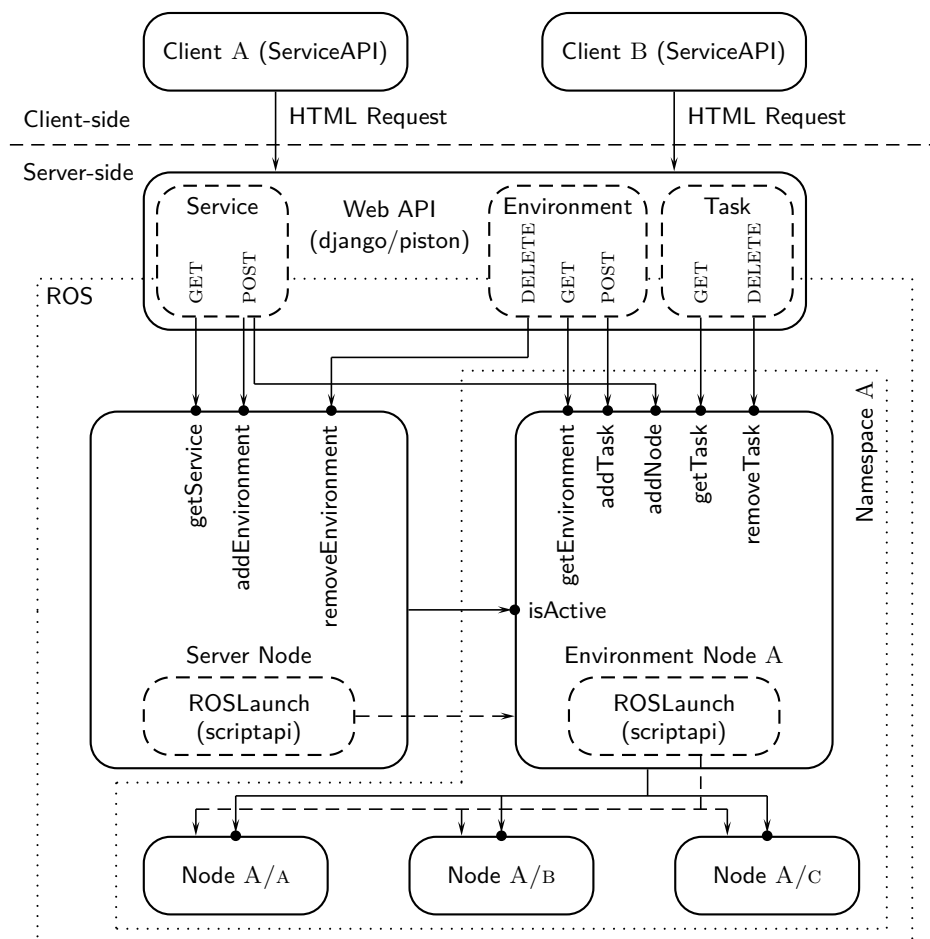 Client A (ServiceAPI)
Client B (ServiceAPI)
HTML Request
HTML Request
Client-side
Server-side
Service
Web API
(django/piston)
Environment
Task
GET
POST
DELETE
GET
POST
GET
DELETE
ROS
Namespace A
getService
addEnvironment
removeEnvironment
getEnvironment
addTask
addNode
getTask
removeTask
isActive
Server Node
Environment Node A
ROSLaunch
(scriptapi)
ROSLaunch
(scriptapi)
Node A/A
Node A/B
Node A/C